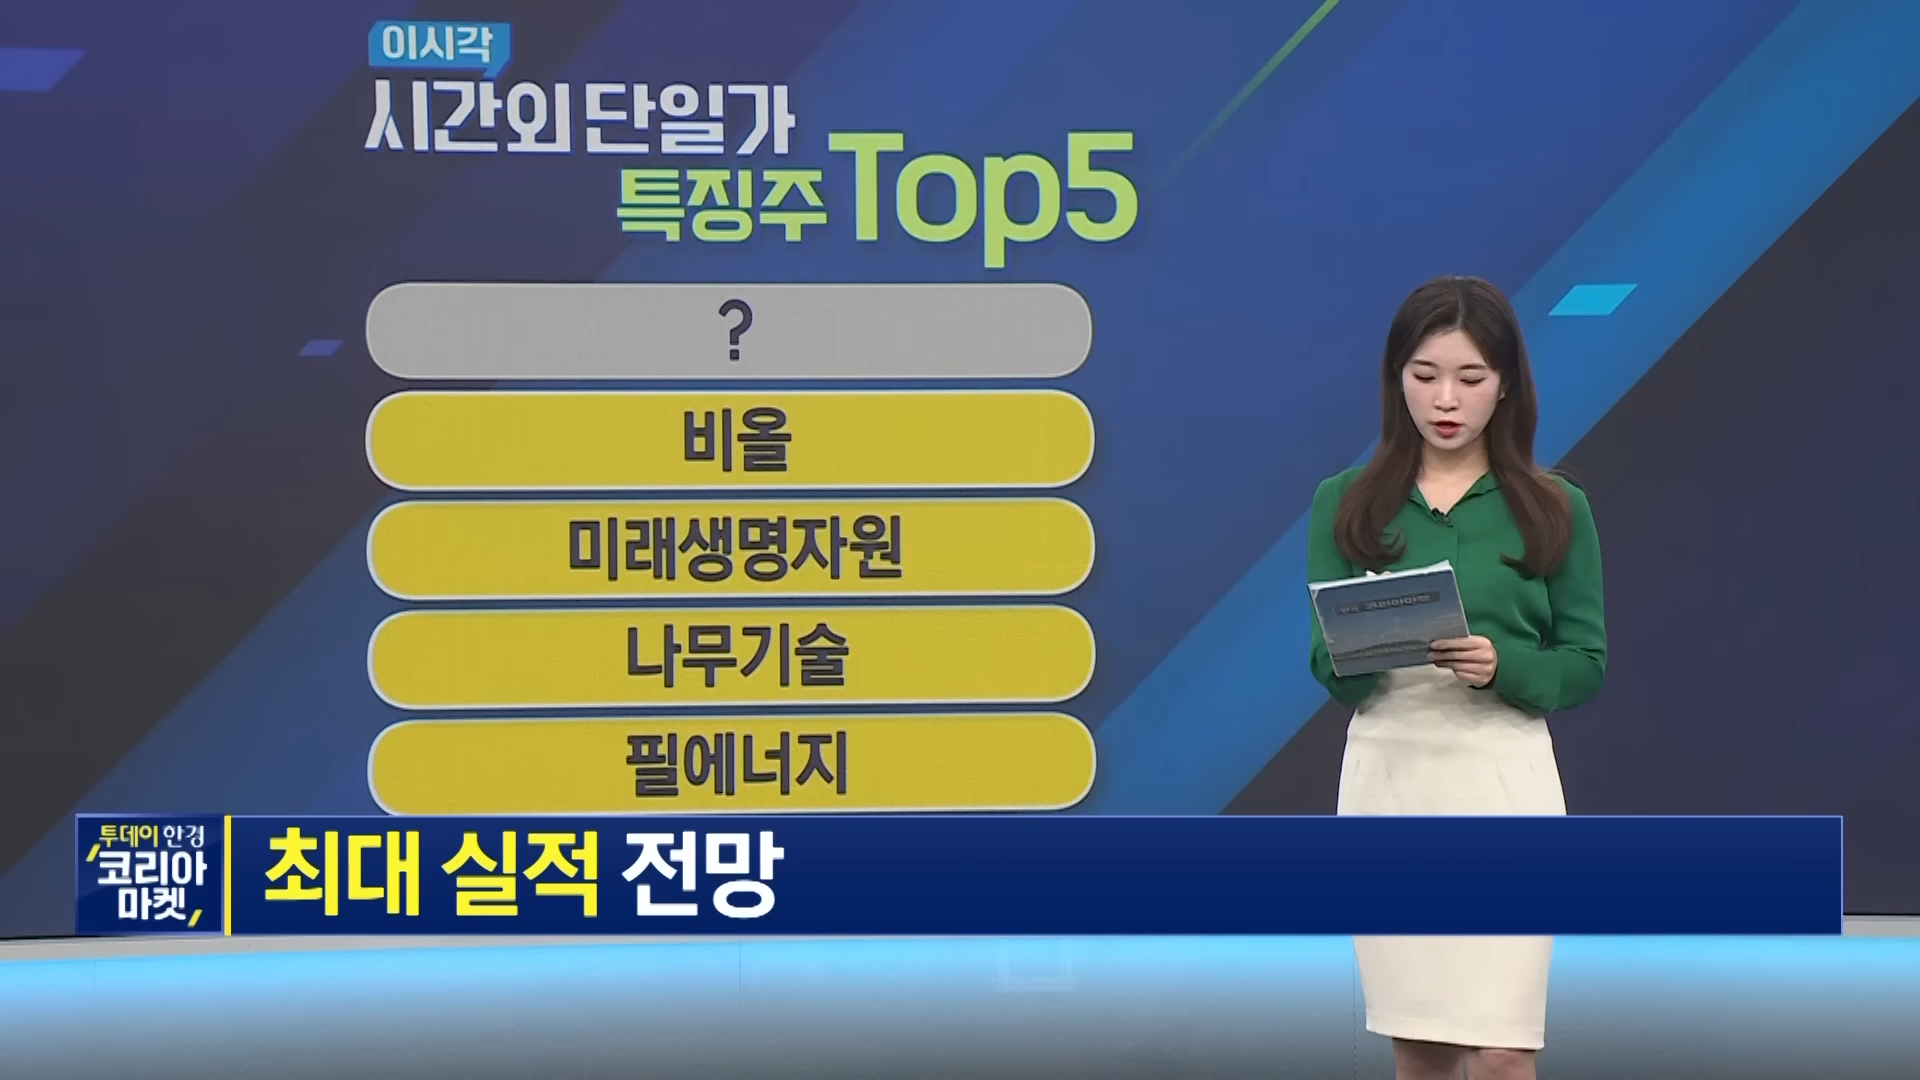 이시각
시간외 단일가
특징주 Top5
?
비올
미래생명자원
나무기술
필에너지
투데이 한경
코리아
마켓
최대 실적 전망